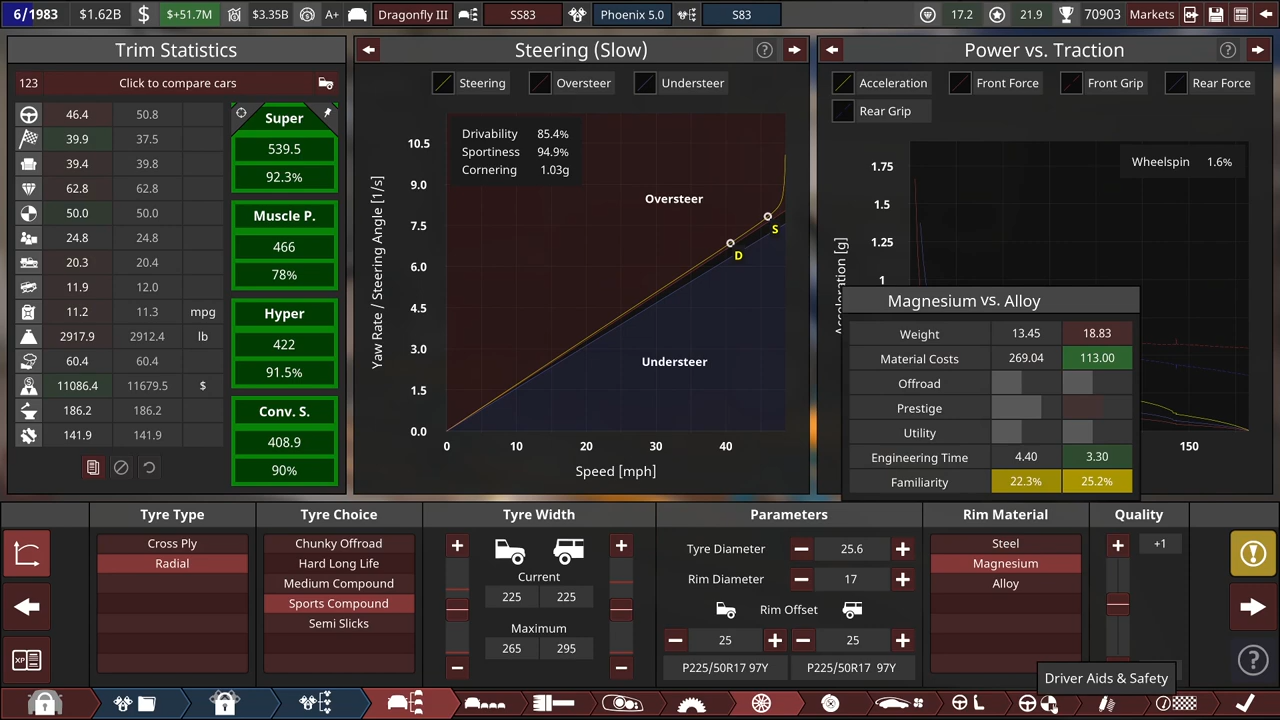 6/1983 $1.62B $ $+51.7M $3.35B A+ Dragonfly III SS83 Phoenix 5.0 S83 17.2 21.9 70903 Markets
Trim Statistics
123 Click to compare cars
46.4 50.8
39.9 37.5
39.4 39.8
62.8 62.8
50.0 50.0
24.8 24.8
20.3
11.9 12.0
11.2 11.3 mpg
2917.9 2912.4 lb
60.4 60.4
11086.4 11679.5 $
186.2 186.2
141.9 141.9
Super
539.5
92.3%
Muscle P.
466
78%
Hyper
422
91.5%
Conv. S.
408.9
90%
Steering (Slow)
?
Steering Oversteer Understeer
Drivability 85.4%
Sportiness 94.9%
Cornering 1.03g
Yaw Rate / Steering Angle [1/s]
10.5
9.0
7.5
6.0
4.5
3.0
1.5
0.0
Oversteer
S
D
Understeer
0 10 20 30 40
Speed [mph]
Power vs. Traction
?
Acceleration Front Force Front Grip Rear Force
Rear Grip
Wheelspin 1.6%
Acceleration [g]
1.75
1.5
1.25
1
150
Magnesium vs. Alloy
Weight 13.45 18.83
Material Costs 269.04 113.00
Offroad
Prestige
Utility
Engineering Time 4.40 3.30
Familiarity 22.3% 25.2%
Tyre Type
Cross Ply
Radial
Tyre Choice
Chunky Offroad
Hard Long Life
Medium Compound
Sports Compound
Semi Slicks
Tyre Width
Current
225 225
Maximum
265 295
Parameters
Tyre Diameter 25.6
Rim Diameter 17
Rim Offset
25 25
P225/50R17 97Y P225/50R17 97Y
Rim Material
Steel
Magnesium
Alloy
Quality
+1
XP
?
Driver Aids & Safety